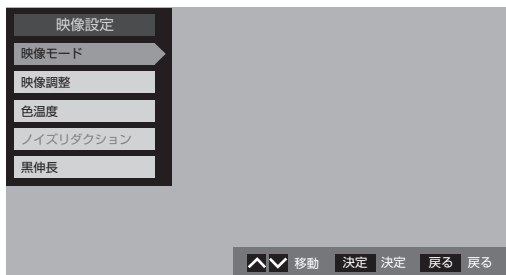 映像設定
映像モード
映像調整
色温度
ノイズリダクション
黒伸長
移動 決定 決定 戻る 戻る